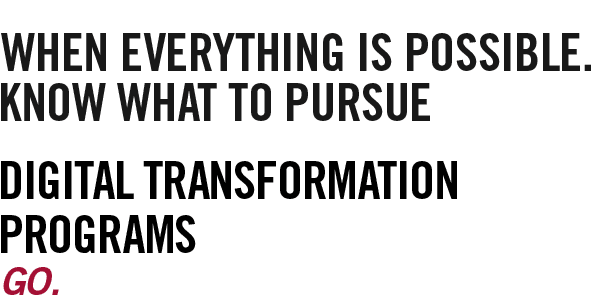 WHEN EVERYTHING IS POSSIBLE.
KNOW WHAT TO PURSUE
DIGITAL TRANSFORMATION
PROGRAMS
GO.